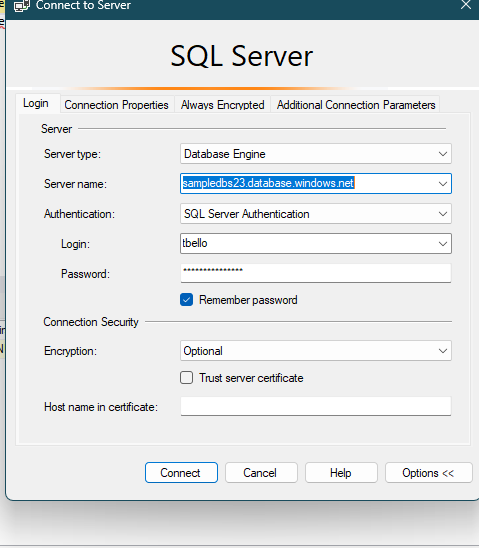 Connect to Server
SQL Server
Login Connection Properties Always Encrypted Additional Connection Parameters
Server
Server type: Database Engine
Server name: sampledbs23.database.windows.net
Authentication: SQL Server Authentication
Login: tbello
Password: ***************
Remember password
Connection Security
Encryption: Optional
Trust server certificate
Host name in certificate:
Connect Cancel Help Options <<